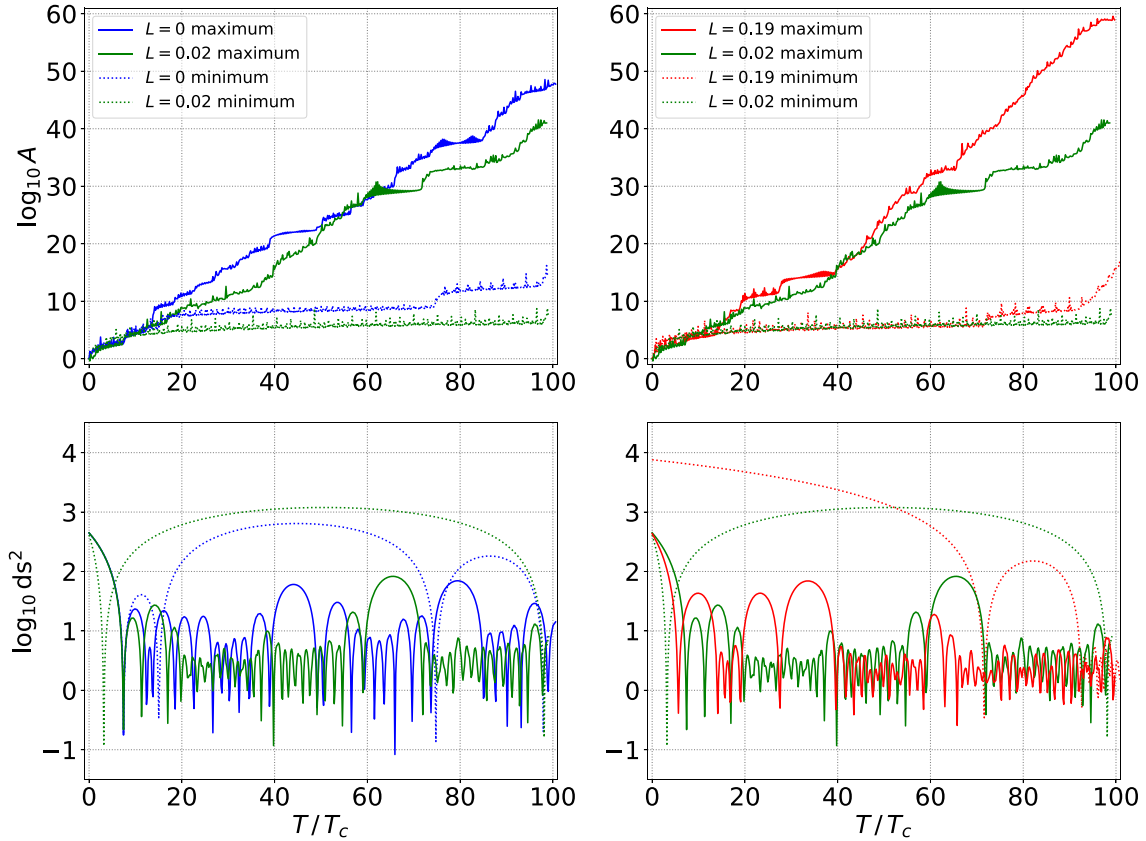 60
50
40
30
20
10
0
log₁₀ A
L = 0 maximum
L = 0.02 maximum
L = 0 minimum
L = 0.02 minimum
0 20 40 60 80 100
60
50
40
30
20
10
0
L = 0.19 maximum
L = 0.02 maximum
L = 0.19 minimum
L = 0.02 minimum
0 20 40 60 80 100
4
3
2
1
0
−1
log₁₀ ds²
0 20 40 60 80 100
T / T_c
4
3
2
1
0
−1
0 20 40 60 80 100
T / T_c